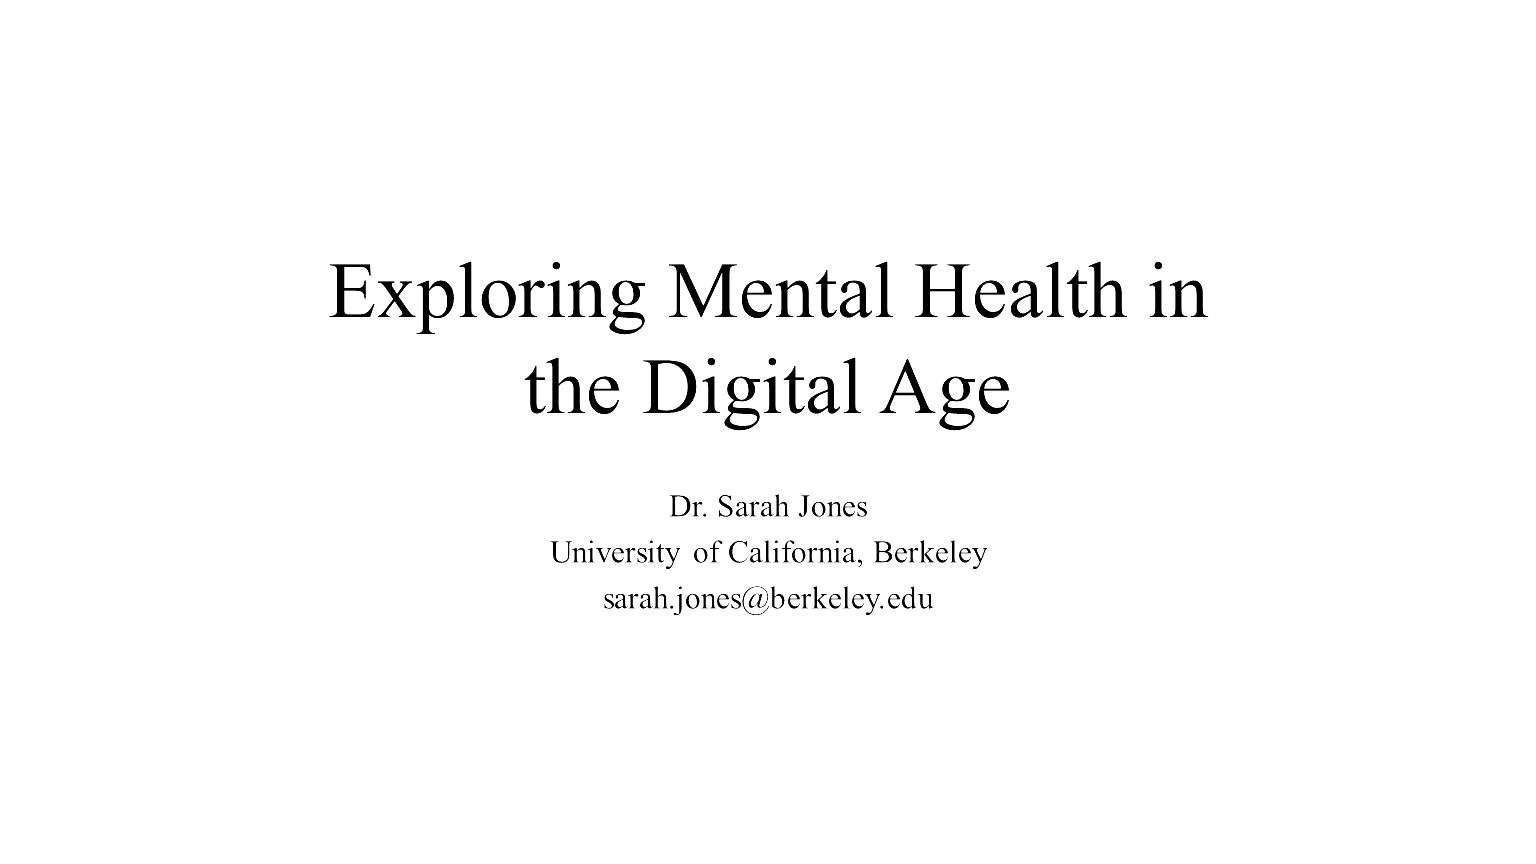 Exploring Mental Health in
the Digital Age
Dr. Sarah Jones
University of California, Berkeley
sarah.jones@berkeley.edu